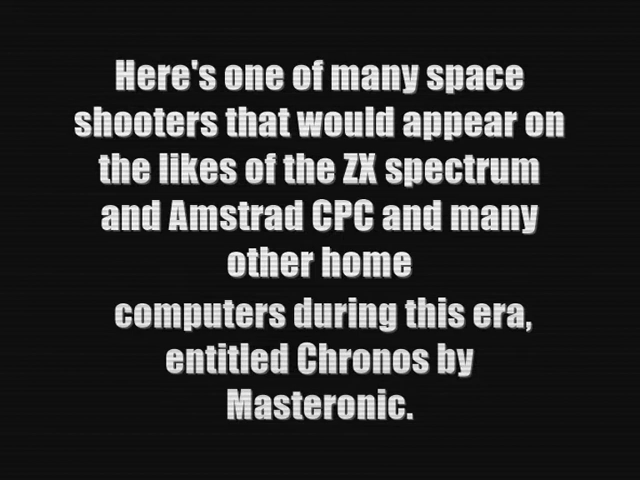 Here's one of many space
shooters that would appear on
the likes of the ZX spectrum
and Amstrad CPC and many
other home
computers during this era,
entitled Chronos by
Masteronic.